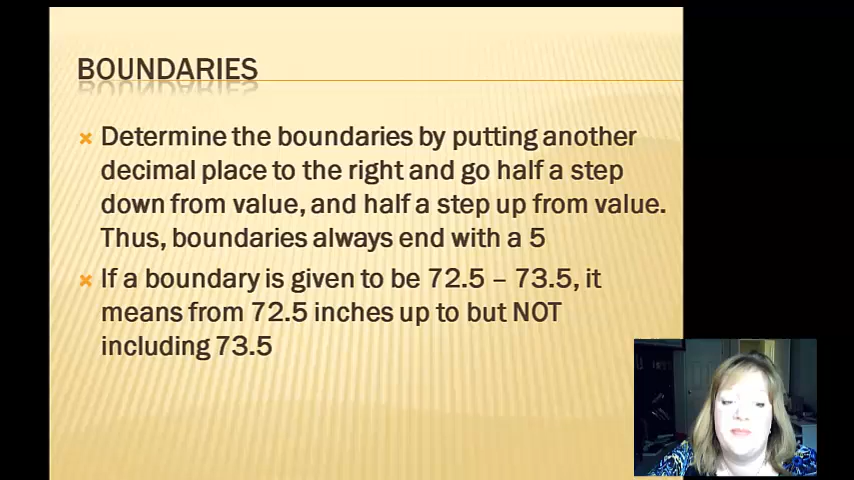 BOUNDARIES
Determine the boundaries by putting another
decimal place to the right and go half a step
down from value, and half a step up from value.
Thus, boundaries always end with a 5
If a boundary is given to be 72.5 – 73.5, it
means from 72.5 inches up to but NOT
including 73.5